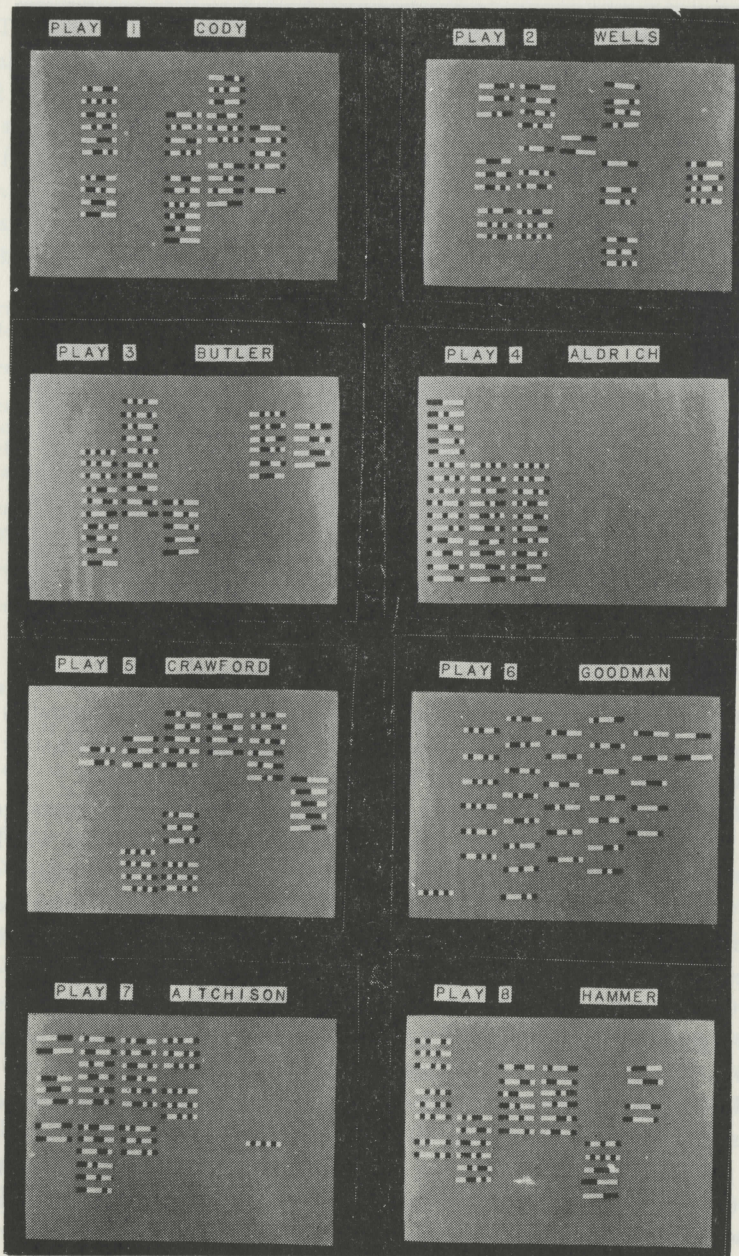 PLAY 1 CODY
PLAY 2 WELLS
PLAY 3 BUTLER
PLAY 4 ALDRICH
PLAY 5 CRAWFORD
PLAY 6 GOODMAN
PLAY 7 AITCHISON
PLAY 8 HAMMER